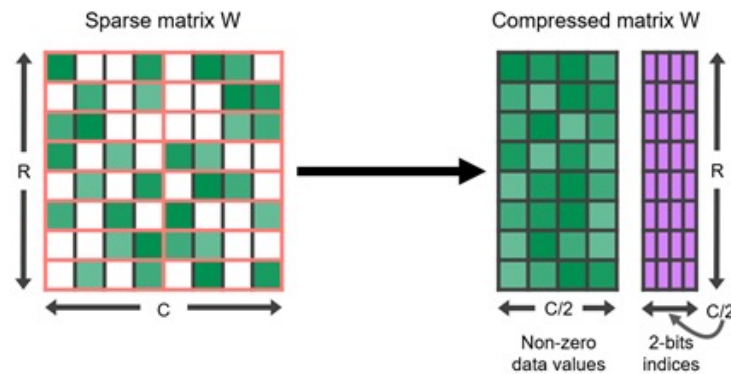 Sparse matrix W
Compressed matrix W
R
R
C
C/2
C/2
Non-zero
data values
2-bits
indices